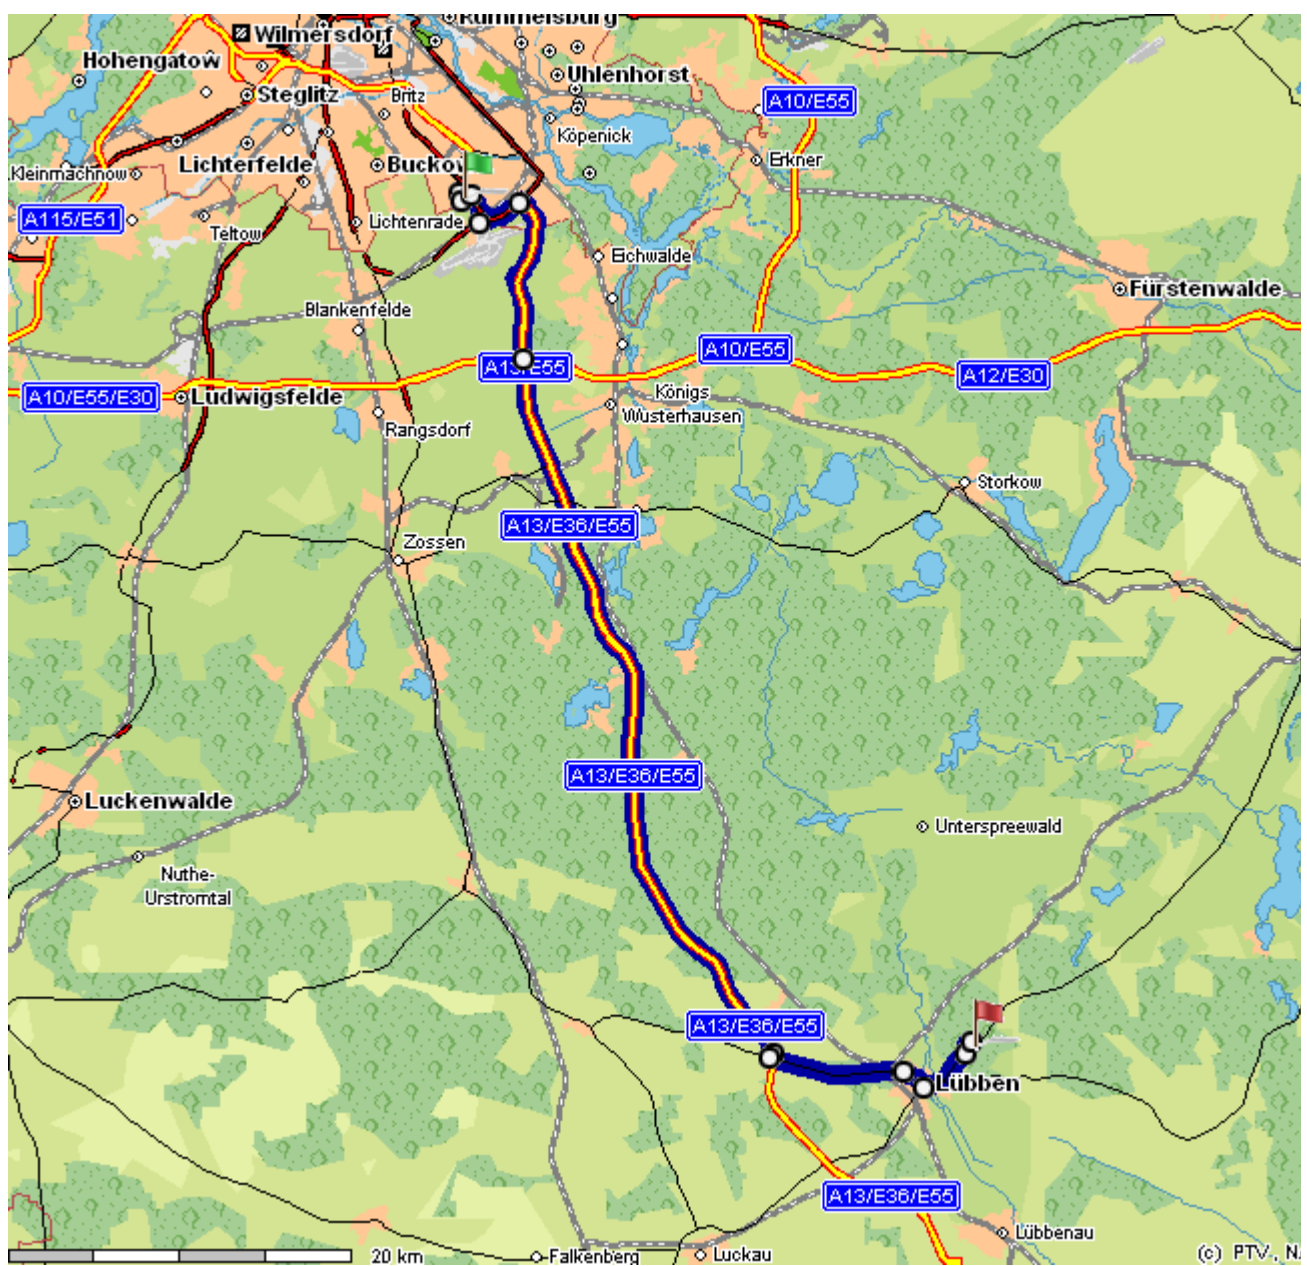 Rummelsburg
Wilmersdorf
Hohengatow
Uhlenhorst
Steglitz
Britz
A10/E55
Köpenick
Lichterfelde
Buckow
Erkner
Kleinmachnow
A115/E51
Teltow
Lichtenrade
Eichwalde
Blankenfelde
Fürstenwalde
A10/E55
A13/E55
A12/E30
A10/E55/E30
Ludwigsfelde
Königs
Wusterhausen
Rangsdorf
Storkow
A13/E36/E55
Zossen
A13/E36/E55
Luckenwalde
Unterspreewald
Nuthe-
Urstromtal
A13/E36/E55
Lübben
A13/E36/E55
Lübbenau
20 km
Falkenberg
Luckau
(c) PTV, N